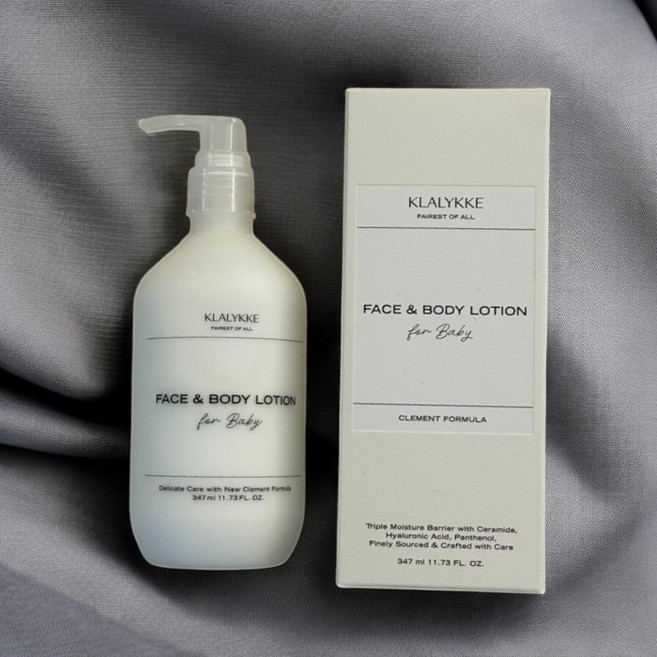 KLALYKKE
FAIREST OF ALL
FACE & BODY LOTION
for Baby
Delicate Care with New Clement Formula
347 ml 11.73 FL. OZ.
KLALYKKE
FAIREST OF ALL
FACE & BODY LOTION
for Baby
CLEMENT FORMULA
Triple Moisture Barrier with Ceramide,
Hyaluronic Acid, Panthenol,
Finely Sourced & Crafted with Care
347 ml 11.73 FL. OZ.